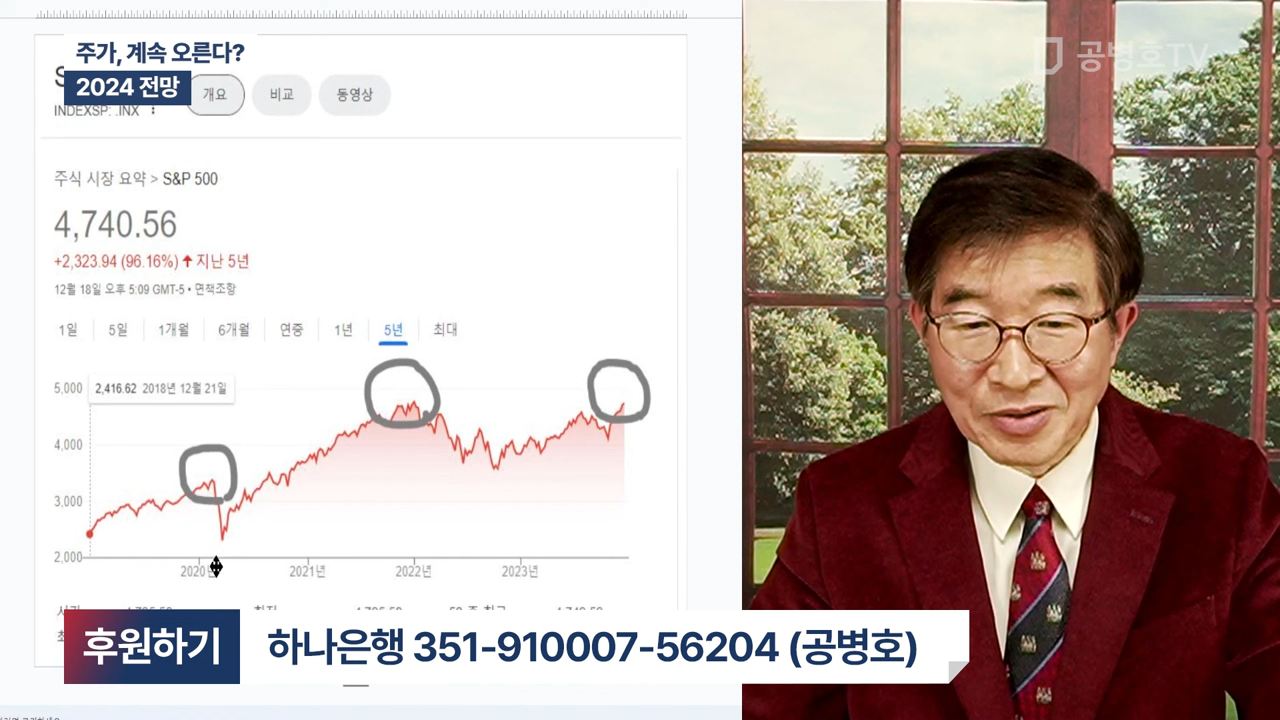 주가, 계속 오른다?
2024 전망
공병호TV
S
개요
비교
동영상
INDEXSP: .INX
주식 시장 요약 > S&P 500
4,740.56
+2,323.94 (96.16%) ↑ 지난 5년
12월 18일 오후 5:09 GMT-5 • 면책조항
1일 5일 1개월 6개월 연중 1년 5년 최대
5,000
2,416.62 2018년 12월 21일
4,000
3,000
2,000
2020년 2021년 2022년 2023년
후원하기
하나은행 351-910007-56204 (공병호)